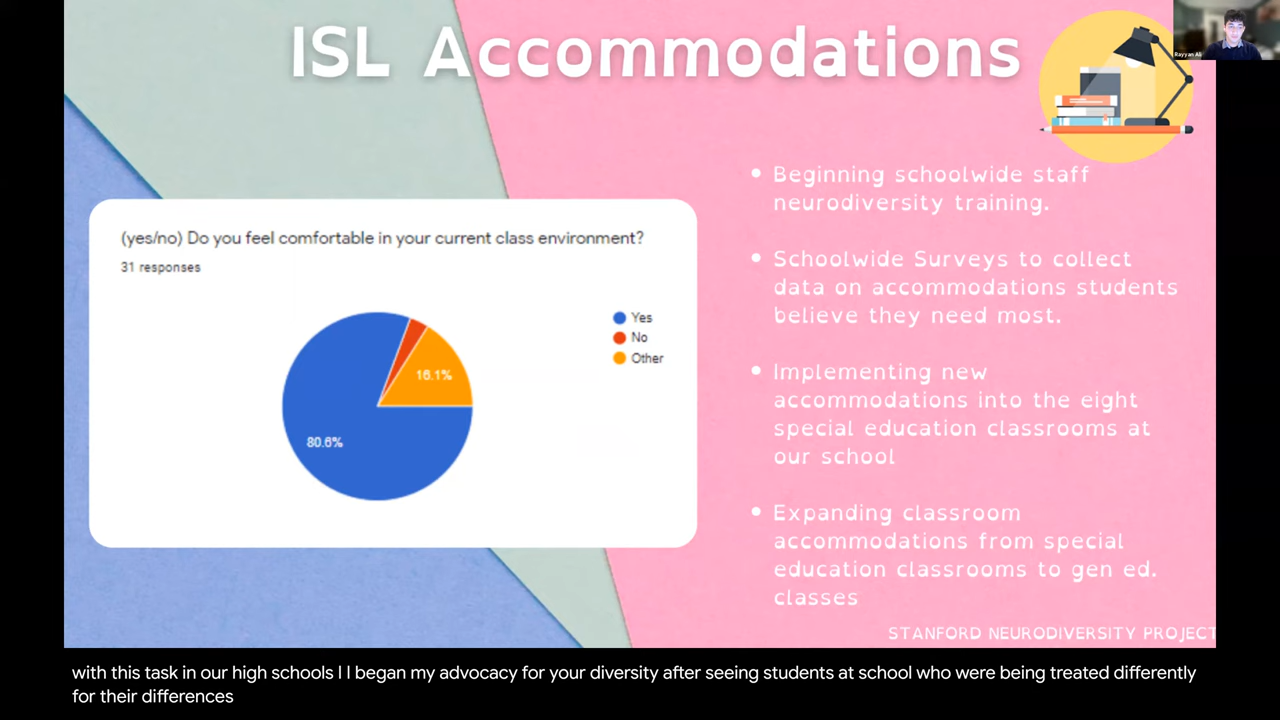 ISL Accommodations
Rayyan Ali
(yes/no) Do you feel comfortable in your current class environment?
31 responses
Yes
No
Other
16.1%
80.6%
• Beginning schoolwide staff
neurodiversity training.
• Schoolwide Surveys to collect
data on accommodations students
believe they need most.
• Implementing new
accommodations into the eight
special education classrooms at
our school
• Expanding classroom
accommodations from special
education classrooms to gen ed.
classes
STANFORD NEURODIVERSITY PROJECT
with this task in our high schools I I began my advocacy for your diversity after seeing students at school who were being treated differently
for their differences